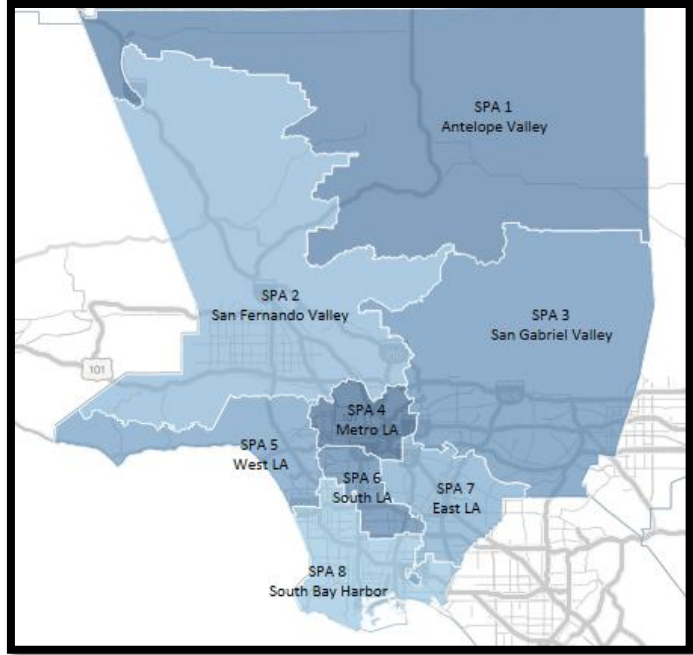 SPA 1
Antelope Valley
SPA 2
San Fernando Valley
SPA 3
San Gabriel Valley
101
SPA 4
Metro LA
SPA 5
West LA
SPA 6
South LA
SPA 7
East LA
SPA 8
South Bay Harbor